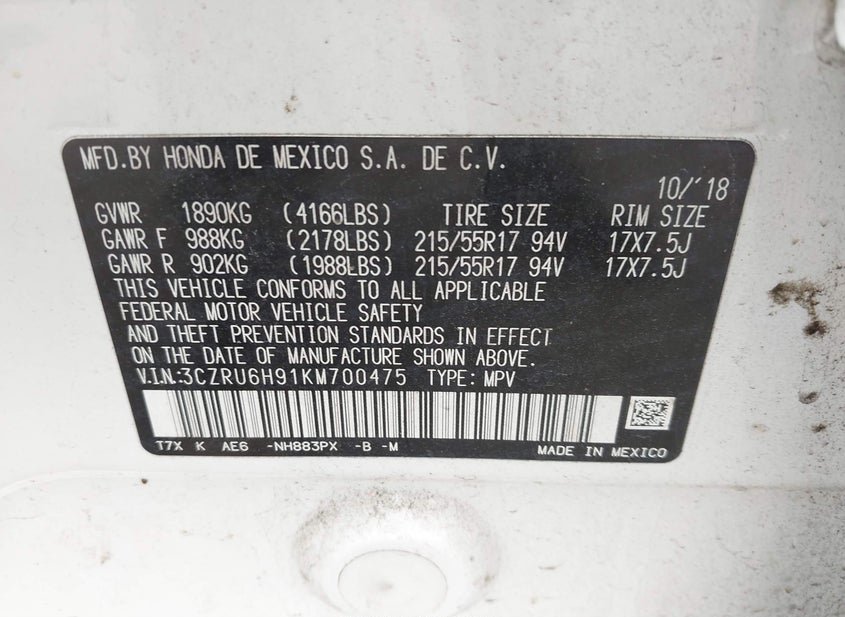 MFD.BY HONDA DE MEXICO S.A. DE C.V.
10/'18
GVWR 1890KG (4166LBS) TIRE SIZE RIM SIZE
GAWR F 988KG (2178LBS) 215/55R17 94V 17X7.5J
GAWR R 902KG (1988LBS) 215/55R17 94V 17X7.5J
THIS VEHICLE CONFORMS TO ALL APPLICABLE
FEDERAL MOTOR VEHICLE SAFETY
AND THEFT PREVENTION STANDARDS IN EFFECT
ON THE DATE OF MANUFACTURE SHOWN ABOVE.
V.I.N:3CZRU6H91KM700475 TYPE: MPV
T7X K AE6 -NH883PX -B -M MADE IN MEXICO